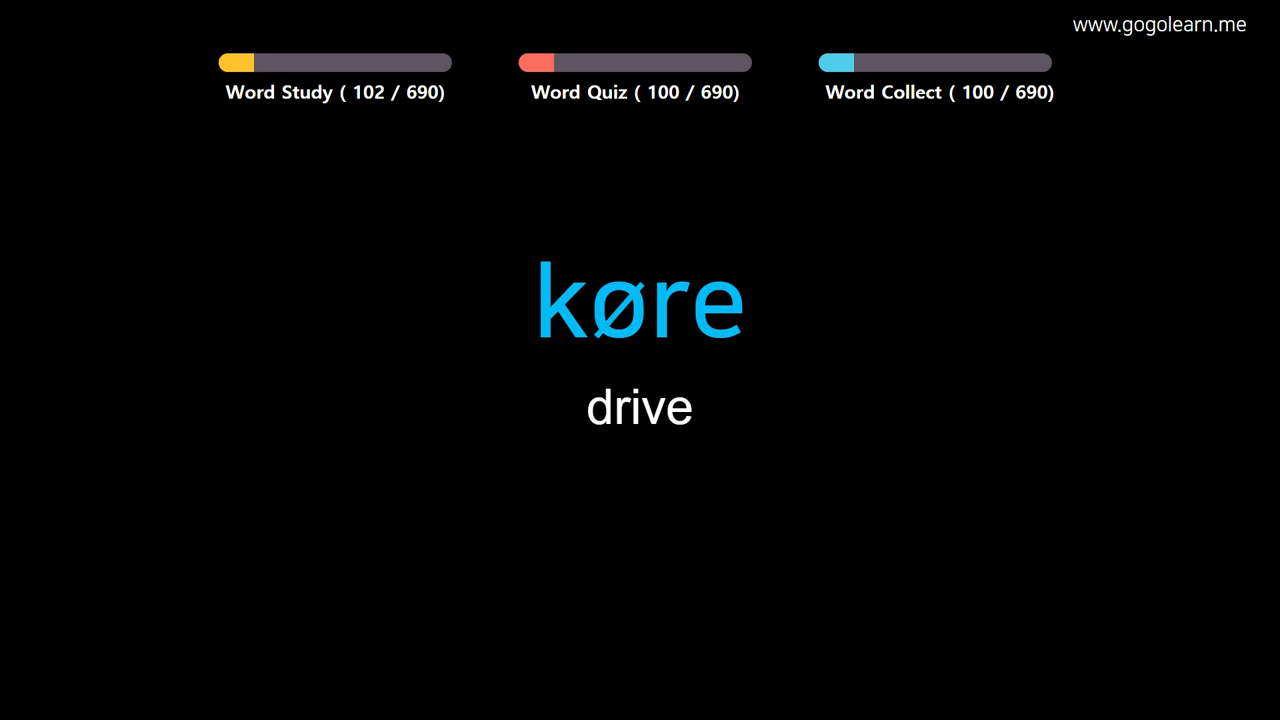 www.gogolearn.me
Word Study ( 102 / 690)
Word Quiz ( 100 / 690)
Word Collect ( 100 / 690)
køre
drive